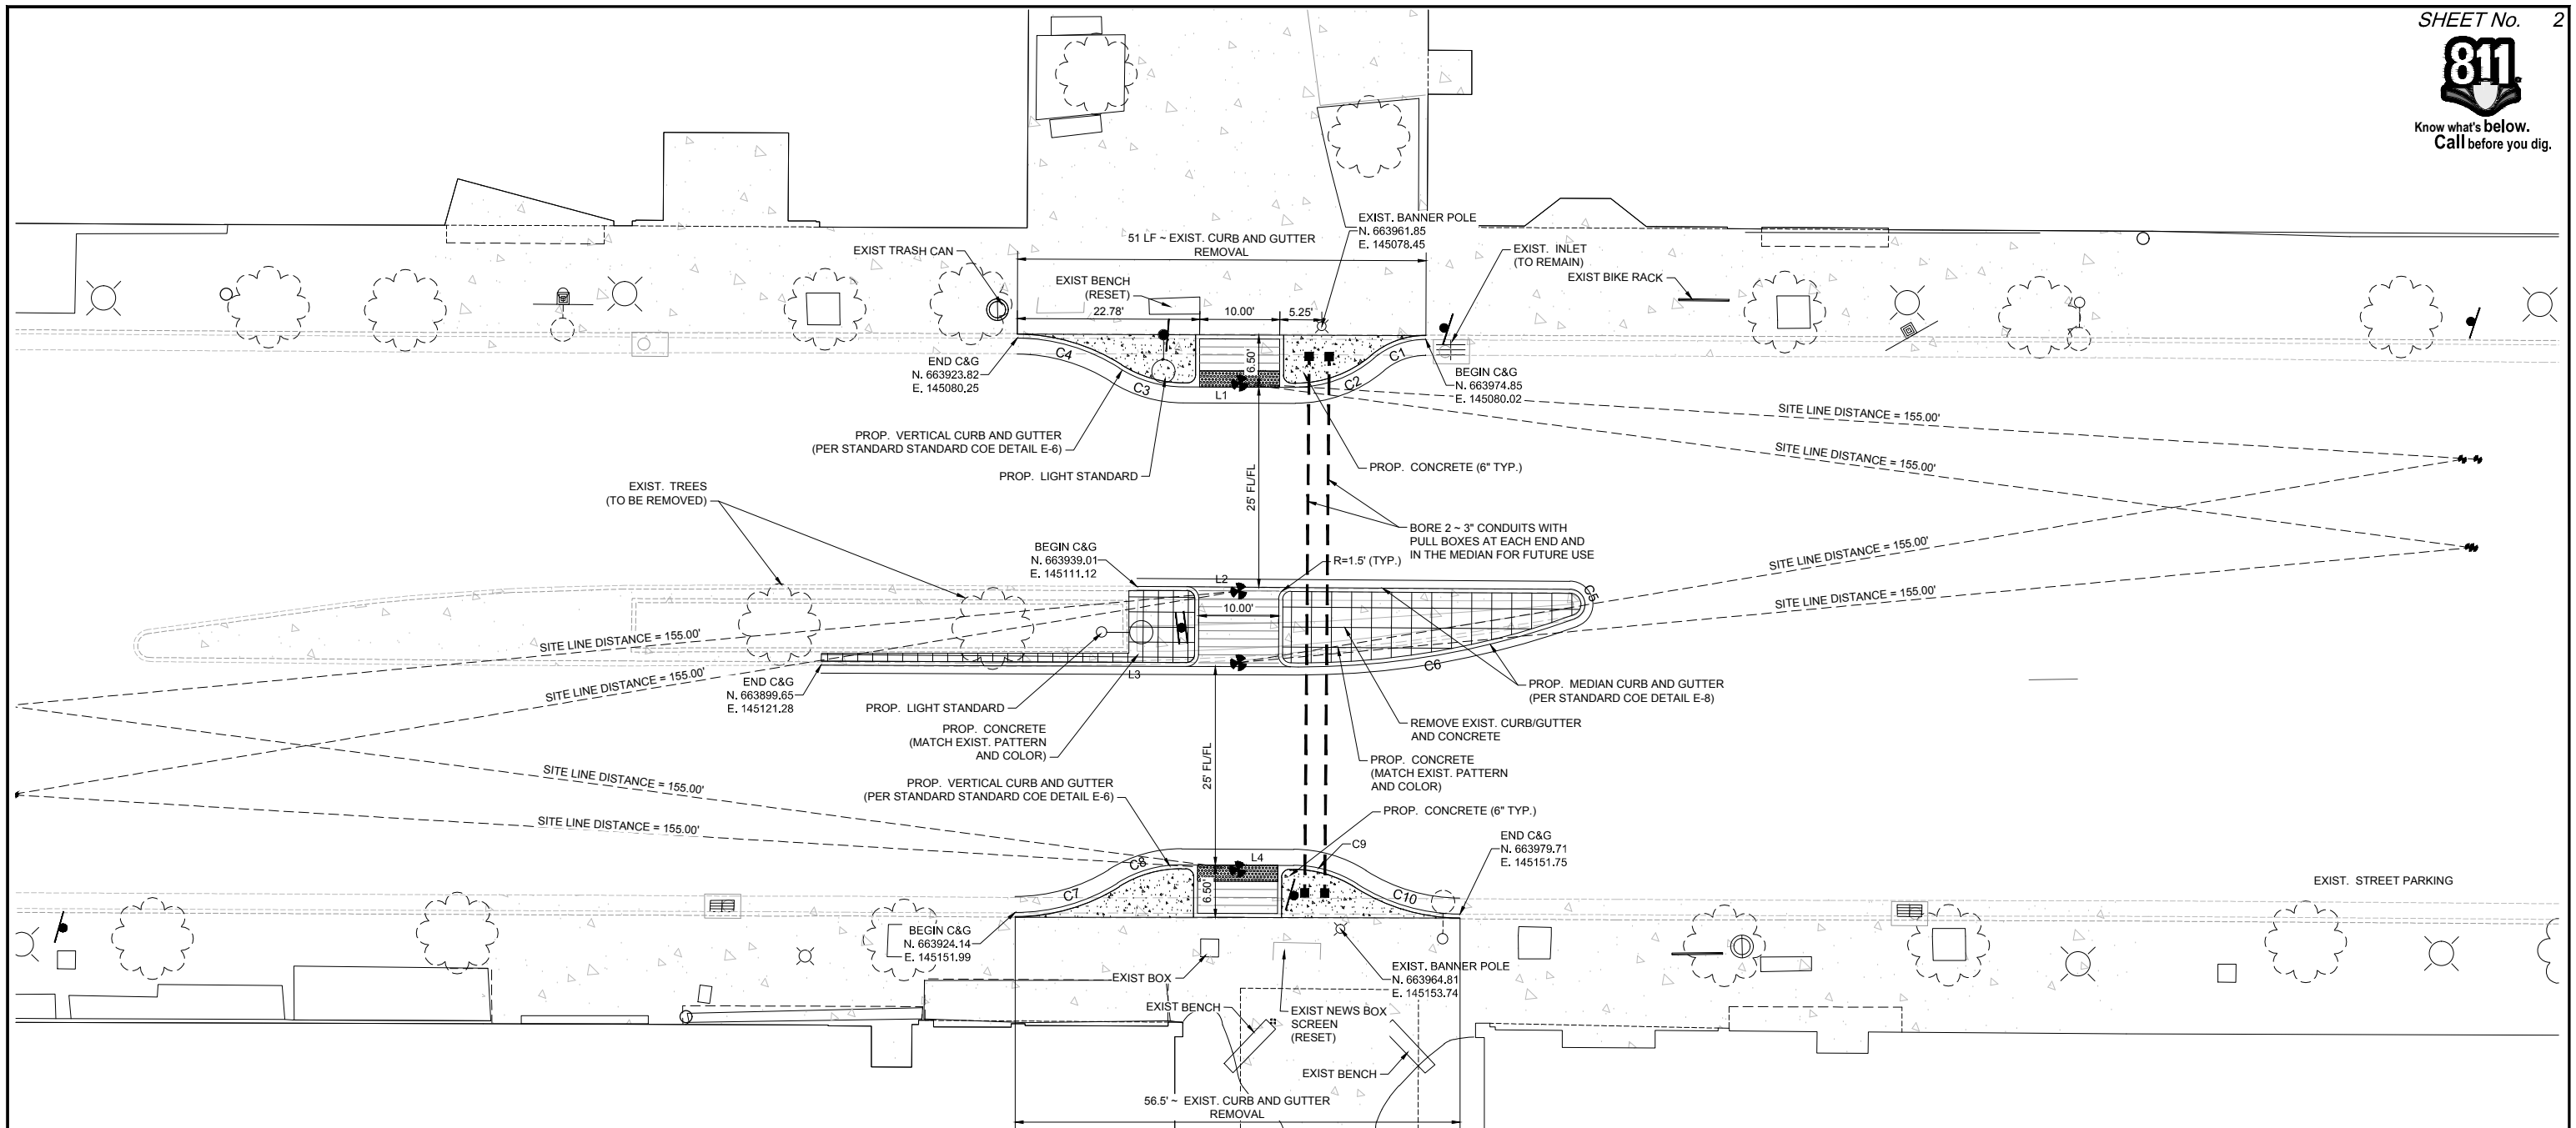 SHEET No. 2
811
Know what's below.
Call before you dig.
EXIST. BANNER POLE
N. 663961.85
E. 145078.45
51 LF ~ EXIST. CURB AND GUTTER
REMOVAL
EXIST TRASH CAN
EXIST. INLET
(TO REMAIN)
EXIST BIKE RACK
EXIST BENCH
(RESET)
22.78'
10.00'
5.25'
6.50'
C4
C3
L1
C2
C1
END C&G
N. 663923.82
E. 145080.25
BEGIN C&G
N. 663974.85
E. 145080.02
SITE LINE DISTANCE = 155.00'
SITE LINE DISTANCE = 155.00'
PROP. VERTICAL CURB AND GUTTER
(PER STANDARD STANDARD COE DETAIL E-6)
PROP. LIGHT STANDARD
PROP. CONCRETE (6" TYP.)
25' FL/FL
EXIST. TREES
(TO BE REMOVED)
BORE 2 ~ 3" CONDUITS WITH
PULL BOXES AT EACH END AND
IN THE MEDIAN FOR FUTURE USE
BEGIN C&G
N. 663939.01
E. 145111.12
R=1.5' (TYP.)
SITE LINE DISTANCE = 155.00'
SITE LINE DISTANCE = 155.00'
L2
10.00'
C5
C6
L3
SITE LINE DISTANCE = 155.00'
SITE LINE DISTANCE = 155.00'
END C&G
N. 663899.65
E. 145121.28
PROP. LIGHT STANDARD
PROP. MEDIAN CURB AND GUTTER
(PER STANDARD COE DETAIL E-8)
PROP. CONCRETE
(MATCH EXIST. PATTERN
AND COLOR)
REMOVE EXIST. CURB/GUTTER
AND CONCRETE
25' FL/FL
PROP. CONCRETE
(MATCH EXIST. PATTERN
AND COLOR)
SITE LINE DISTANCE = 155.00'
PROP. VERTICAL CURB AND GUTTER
(PER STANDARD STANDARD COE DETAIL E-6)
PROP. CONCRETE (6" TYP.)
SITE LINE DISTANCE = 155.00'
END C&G
N. 663979.71
E. 145151.75
C7
C8
L4
C9
C10
6.50'
EXIST. STREET PARKING
BEGIN C&G
N. 663924.14
E. 145151.99
EXIST BOX
EXIST. BANNER POLE
N. 663964.81
E. 145153.74
EXIST BENCH
EXIST NEWS BOX
SCREEN
(RESET)
EXIST BENCH
56.5' ~ EXIST. CURB AND GUTTER
REMOVAL